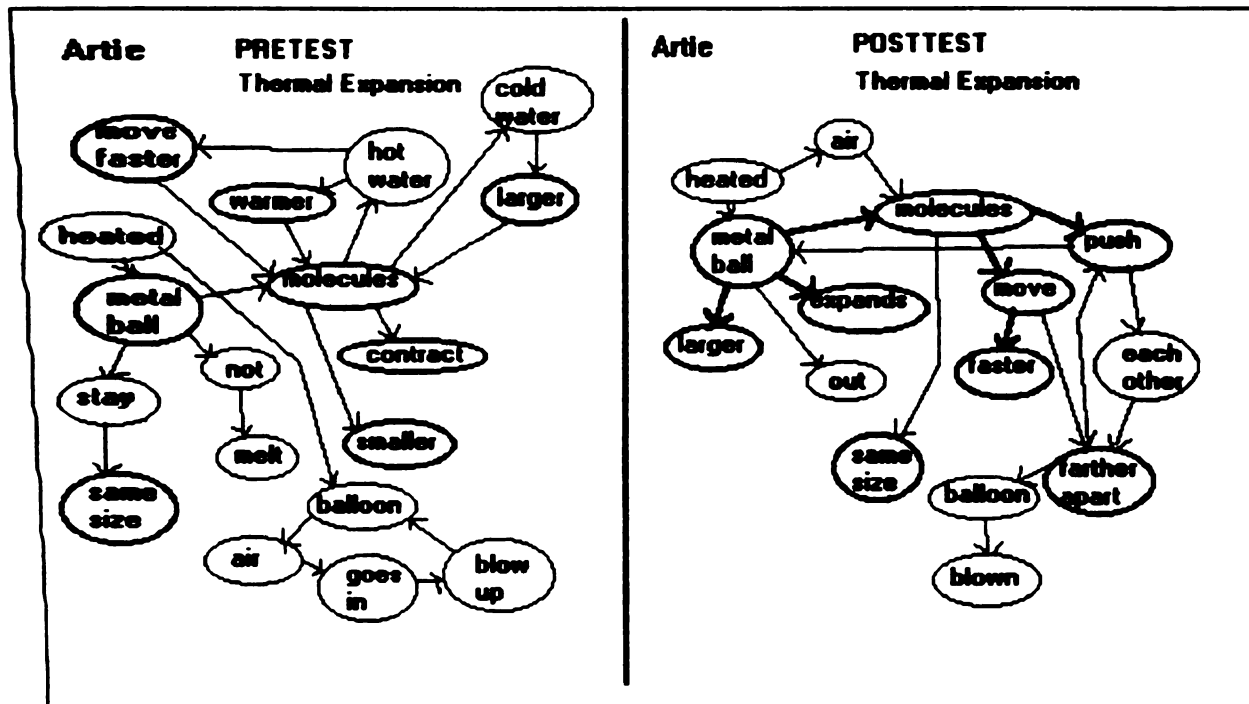 Artie
PRETEST
Thermal Expansion
cold
water
move
faster
hot
water
warmer
larger
heated
molecules
metal
ball
contract
not
stay
smaller
melt
same
size
balloon
air
goes
in
blow
up
Artie
POSTTEST
Thermal Expansion
air
heated
molecules
metal
ball
push
move
expands
larger
faster
each
other
out
same
size
farther
apart
balloon
blown